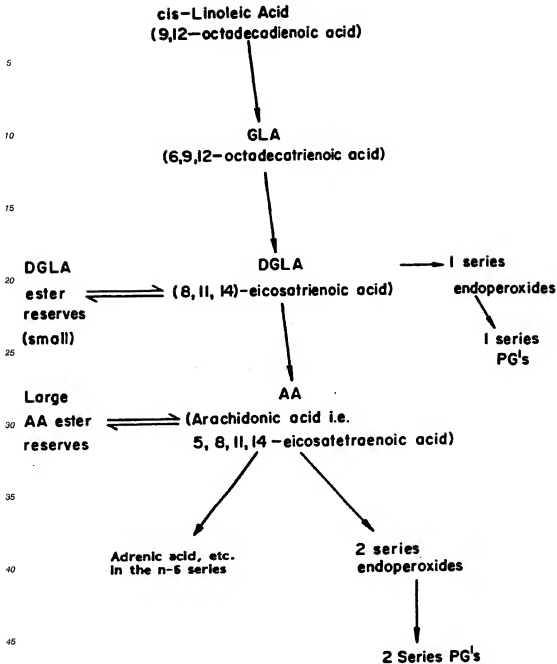 cis-Linoleic Acid
(9,12-octadecadienoic acid)
5
10
GLA
(6,9,12-octadecatrienoic acid)
15
DGLA
ester
reserves
(small)
20
DGLA
(8, 11, 14)-eicosatrienoic acid)
1 series
endoperoxides
1 series
PG's
25
Large
AA ester
reserves
30
AA
(Arachidonic acid i.e.
5, 8, 11, 14-eicosatetraenoic acid)
35
Adrenic acid, etc.
in the n-6 series
2 series
endoperoxides
40
45
2 Series PG's